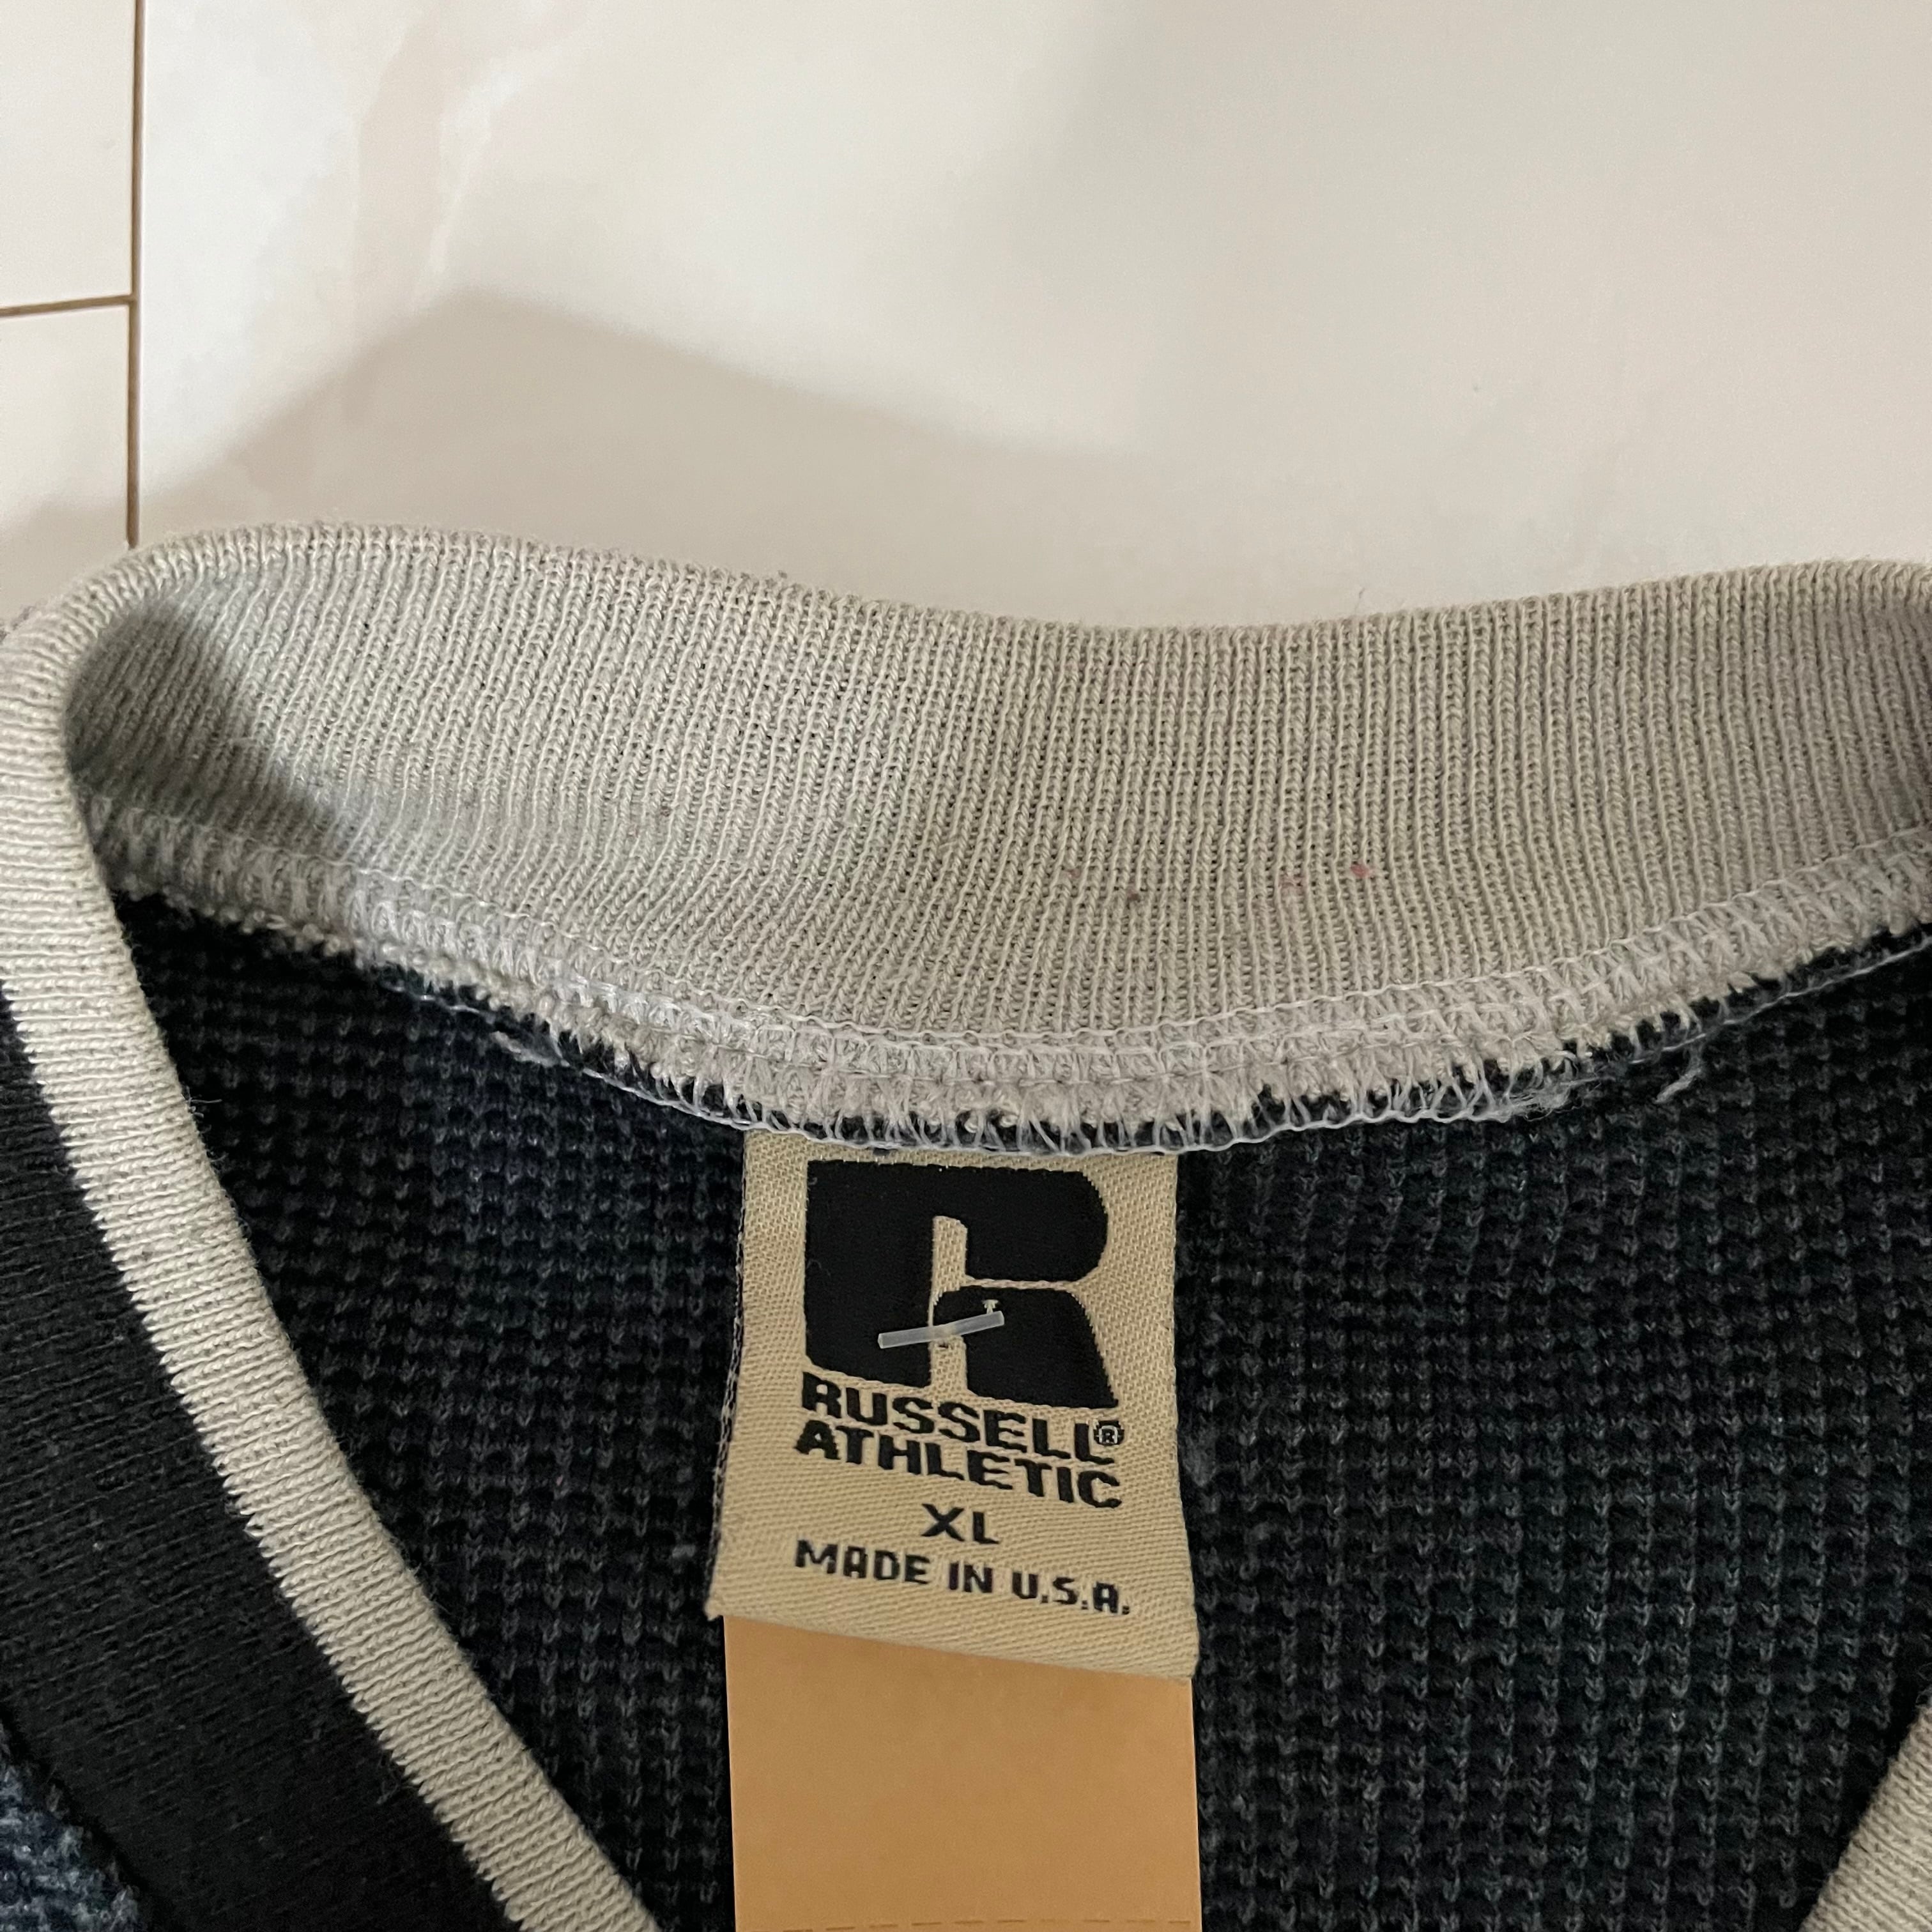 R
RUSSELL®
ATHLETIC
XL
MADE IN U.S.A.